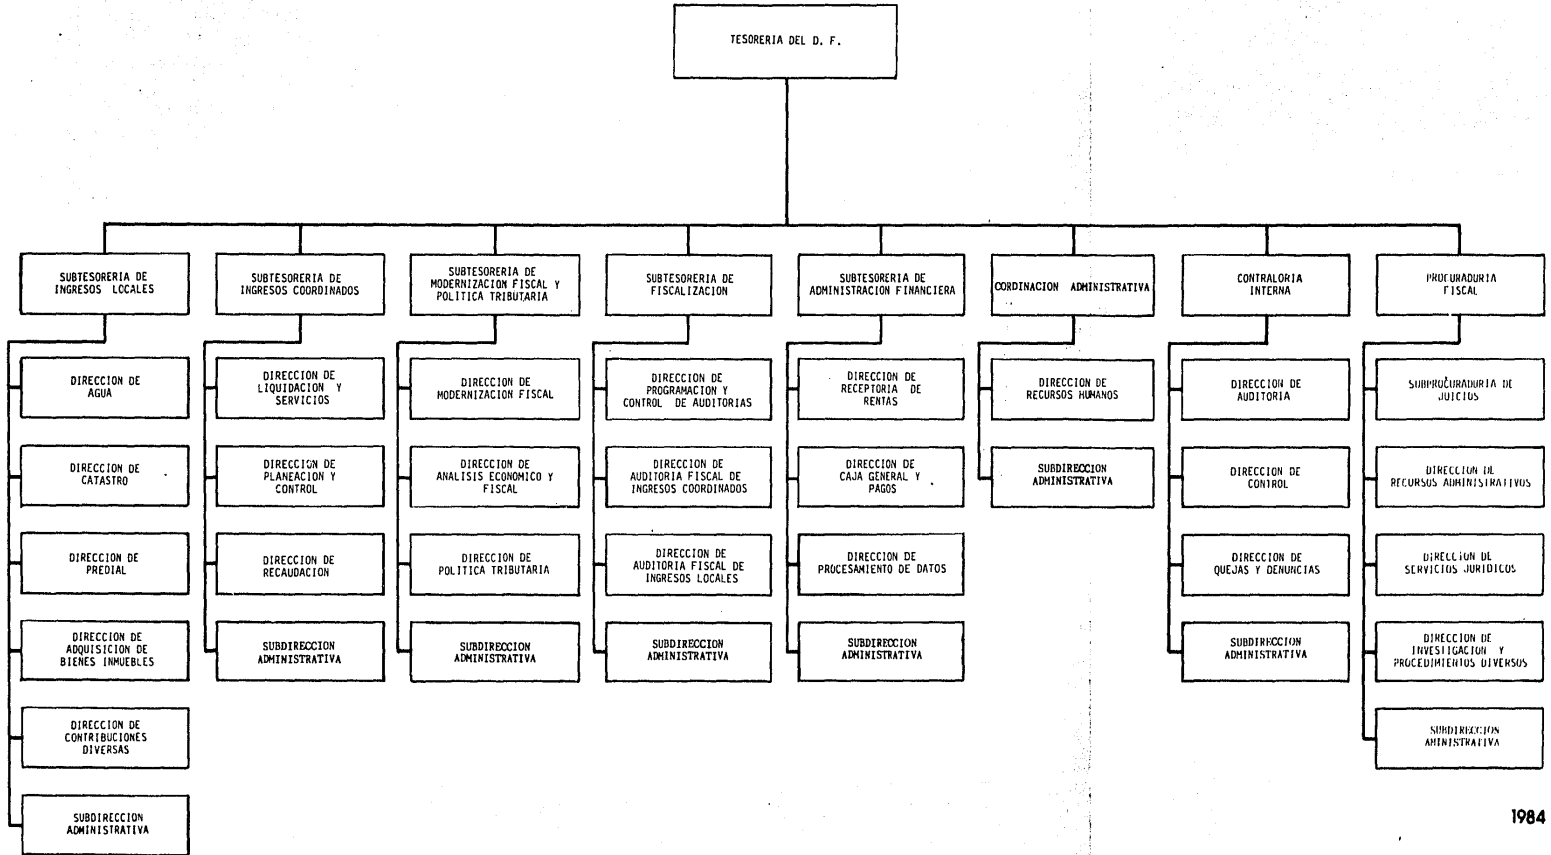 TESORERIA DEL D. F.
SUBTESORERIA DE
INGRESOS LOCALES
DIRECCION DE
AGUA
DIRECCION DE
CATASTRO
DIRECCION DE
PREDIAL
DIRECCION DE
ADQUISICION DE
BIENES INMUEBLES
DIRECCION DE
CONTRIBUCIONES
DIVERSAS
SUBDIRECCION
ADMINISTRATIVA
SUBTESORERIA DE
INGRESOS COORDINADOS
DIRECCION DE
LIQUIDACION Y
SERVICIOS
DIRECCION DE
PLANEACION Y
CONTROL
DIRECCION DE
RECAUDACION
SUBDIRECCION
ADMINISTRATIVA
SUBTESORERIA DE
MODERNIZACION FISCAL Y
POLITICA TRIBUTARIA
DIRECCION DE
MODERNIZACION FISCAL
DIRECCION DE
ANALISIS ECONOMICO Y
FISCAL
DIRECCION DE
POLITICA TRIBUTARIA
SUBDIRECCION
ADMINISTRATIVA
SUBTESORERIA DE
FISCALIZACION
DIRECCION DE
PROGRAMACION Y
CONTROL DE AUDITORIAS
DIRECCION DE
AUDITORIA FISCAL DE
INGRESOS COORDINADOS
DIRECCION DE
AUDITORIA FISCAL DE
INGRESOS LOCALES
SUBDIRECCION
ADMINISTRATIVA
SUBTESORERIA DE
ADMINISTRACION FINANCIERA
DIRECCION DE
RECEPTORIA DE
RENTAS
DIRECCION DE
CAJA GENERAL Y
PAGOS
DIRECCION DE
PROCESAMIENTO DE DATOS
SUBDIRECCION
ADMINISTRATIVA
CORDINACION ADMINISTRATIVA
DIRECCION DE
RECURSOS HUMANOS
SUBDIRECCION
ADMINISTRATIVA
CONTRALORIA
INTERNA
DIRECCION DE
AUDITORIA
DIRECCION DE
CONTROL
DIRECCION DE
QUEJAS Y DENUNCIAS
SUBDIRECCION
ADMINISTRATIVA
PROCURADURIA
FISCAL
SUBPROCURADURIA DE
JUICIOS
DIRECCION DE
RECURSOS ADMINISTRATIVOS
DIRECCION DE
SERVICIOS JURIDICOS
DIRECCION DE
INVESTIGACION Y
PROCEDIMIENTOS DIVERSOS
SUBDIRECCION
AMINISTRATIVA
1984